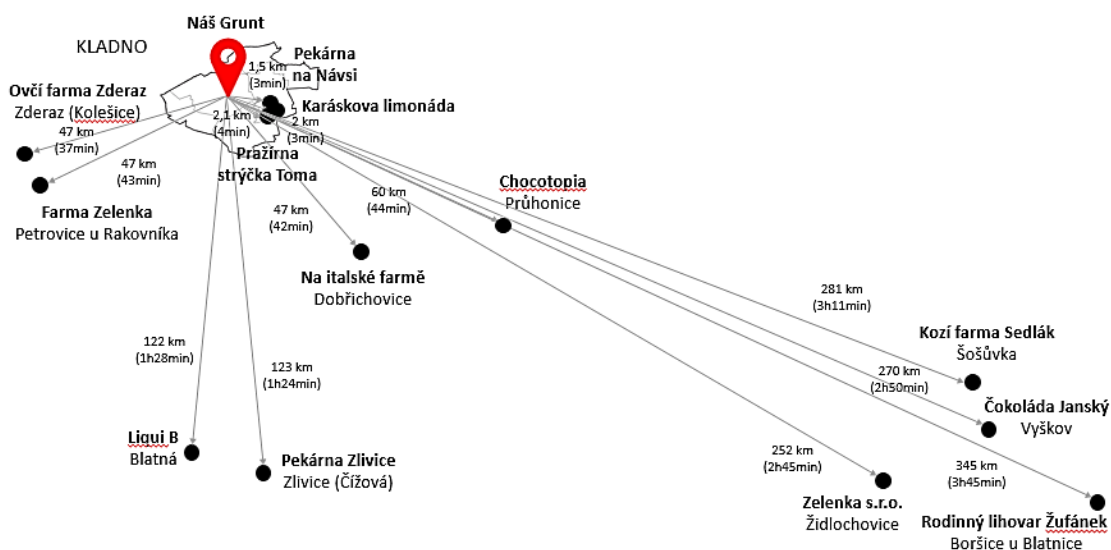 Náš Grunt
KLADNO
Pekárna
na Návsi
1,5 km
(3min)
Ovčí farma Zderaz
Zderaz (Kolešice)
47 km
(37min)
Karáskova limonáda
2,1 km
(4min)
2 km
(3min)
Pražírna
strýčka Toma
47 km
(43min)
Farma Zelenka
Petrovice u Rakovníka
47 km
(42min)
60 km
(44min)
Chocotopia
Průhonice
Na italské farmě
Dobřichovice
281 km
(3h11min)
Kozí farma Sedlák
Šošůvka
122 km
(1h28min)
123 km
(1h24min)
270 km
(2h50min)
Čokoláda Janský
Vyškov
Liqui B
Blatná
Pekárna Zlivice
Zlivice (Čížová)
252 km
(2h45min)
345 km
(3h45min)
Zelenka s.r.o.
Židlochovice
Rodinný lihovar Žufánek
Boršice u Blatnice